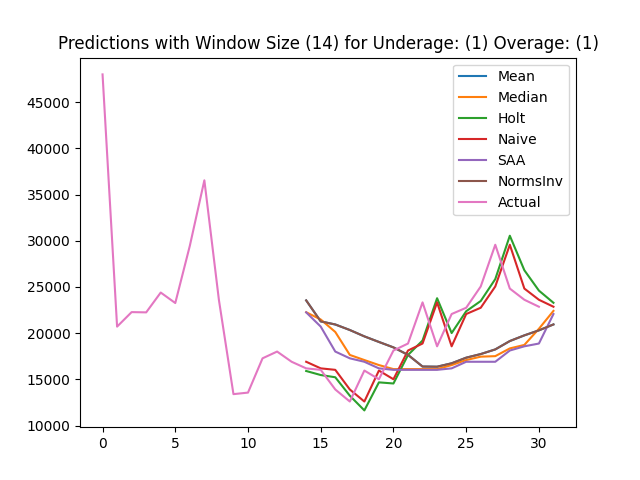 Predictions with Window Size (14) for Underage: (1) Overage: (1)
45000
40000
35000
30000
25000
20000
15000
10000
0
5
10
15
20
25
30
Mean
Median
Holt
Naive
SAA
NormsInv
Actual